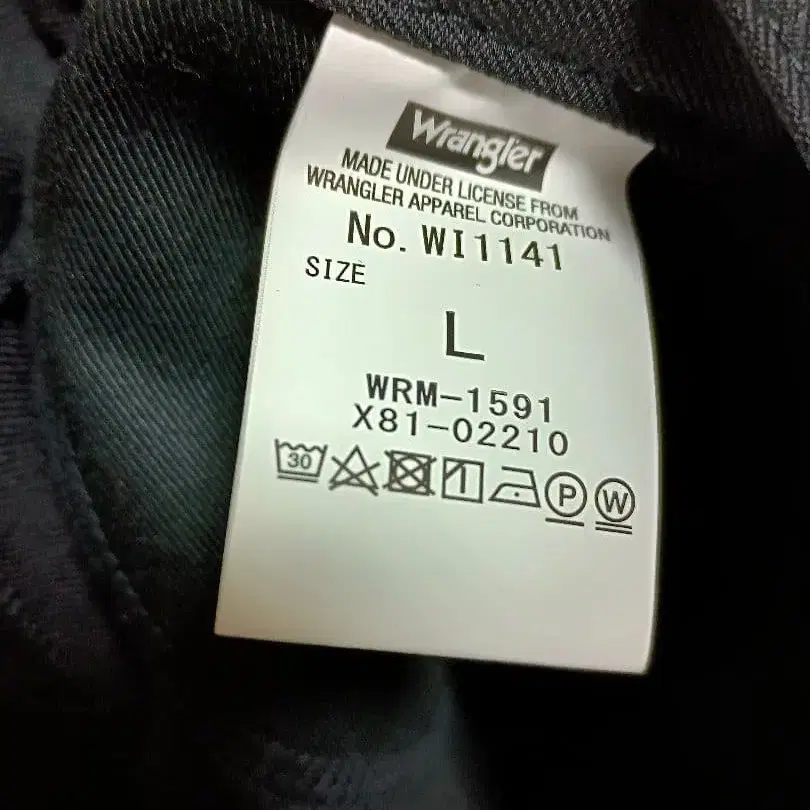 Wrangler
MADE UNDER LICENSE FROM
WRANGLER APPAREL CORPORATION
No. WI1141
SIZE
L
WRM-1591
X81-02210
30 P W